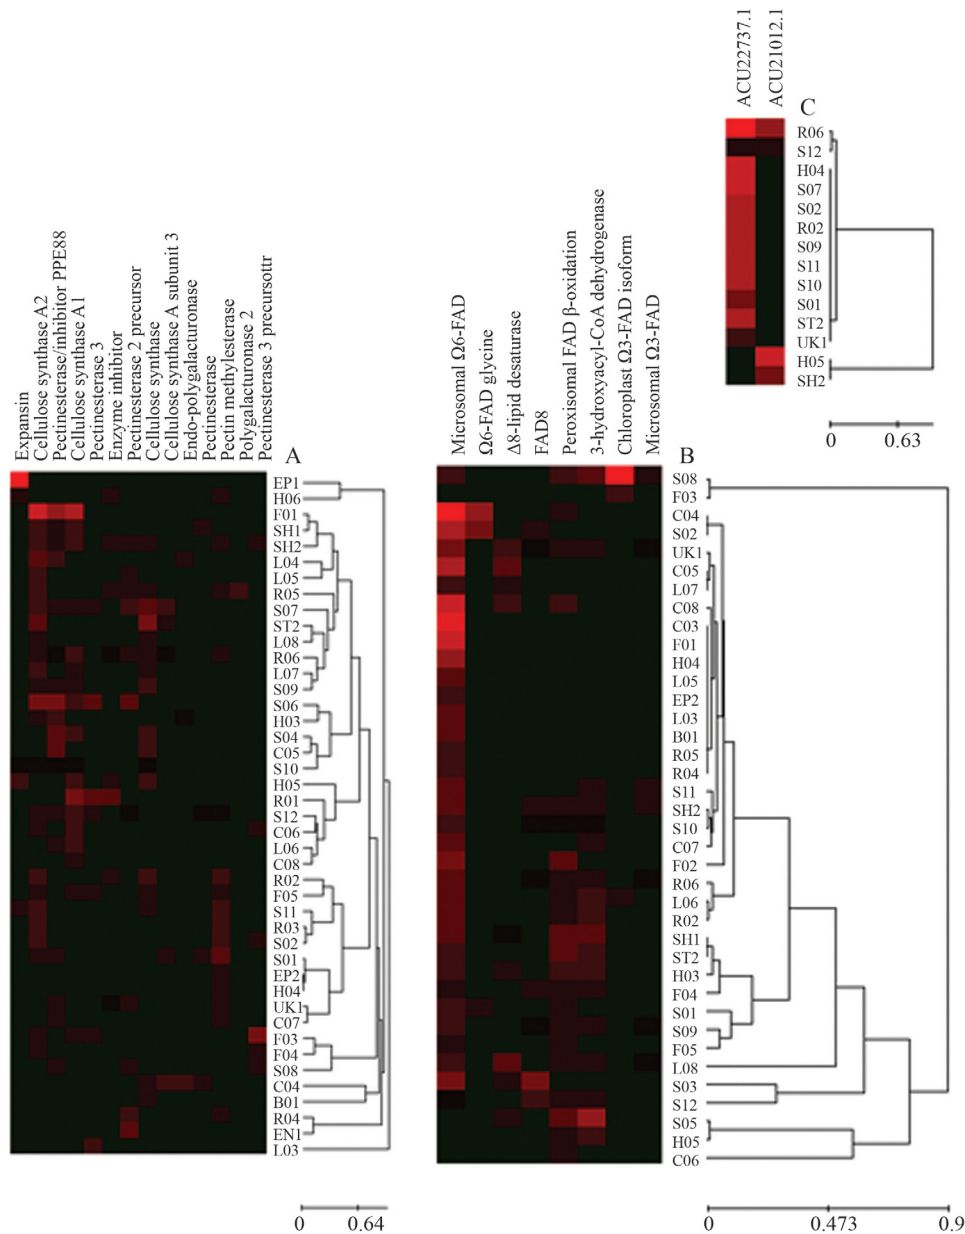 ACU22737.1
ACU21012.1
C
R06
S12
H04
S07
S02
R02
S09
S11
S10
S01
ST2
UK1
H05
SH2
0
0.63
Expansin
Cellulose synthase A2
Pectinesterase/inhibitor PPE88
Cellulose synthase A1
Pectinesterase 3
Enzyme inhibitor
Pectinesterase 2 precursor
Cellulose synthase
Cellulose synthase A subunit 3
Endo-polygalacturonase
Pectinesterase
Pectin methylesterase
Polygalacturonase 2
Pectinesterase 3 precursottr
A
EP1
H06
F01
SH1
SH2
L04
L05
R05
S07
ST2
L08
R06
L07
S09
S06
H03
S04
C05
S10
H05
R01
S12
C06
L06
C08
R02
F05
S11
R03
S02
S01
EP2
H04
UK1
C07
F03
F04
S08
C04
B01
R04
EN1
L03
0
0.64
Microsomal Ω6-FAD
Ω6-FAD glycine
Δ8-lipid desaturase
FAD8
Peroxisomal FAD β-oxidation
3-hydroxyacyl-CoA dehydrogenase
Chloroplast Ω3-FAD isoform
Microsomal Ω3-FAD
B
S08
F03
C04
S02
UK1
C05
L07
C08
C03
F01
H04
L05
EP2
L03
B01
R05
R04
S11
SH2
S10
C07
F02
R06
L06
R02
SH1
ST2
H03
F04
S01
S09
F05
L08
S03
S12
S05
H05
C06
0
0.473
0.9